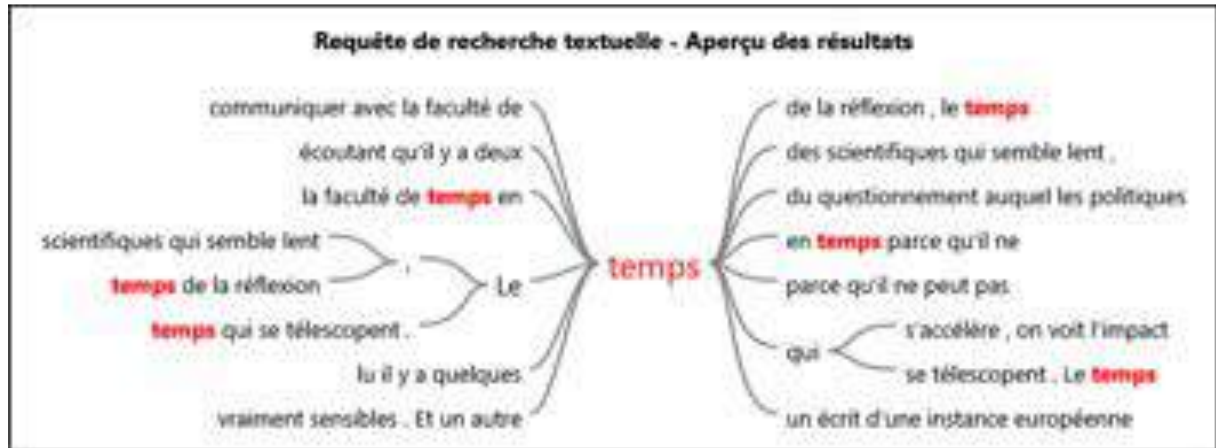 Requête de recherche textuelle - Aperçu des résultats
communiquer avec la faculté de
écoutant qu'il y a deux
la faculté de temps en
scientifiques qui semble lent
,
temps de la réflexion
Le
temps qui se télescopent .
lu il y a quelques
vraiment sensibles . Et un autre
temps
de la réflexion , le temps
des scientifiques qui semble lent ,
du questionnement auquel les politiques
en temps parce qu'il ne
parce qu'il ne peut pas
qui
s'accélère , on voit l'impact
se télescopent . Le temps
un écrit d'une instance européenne